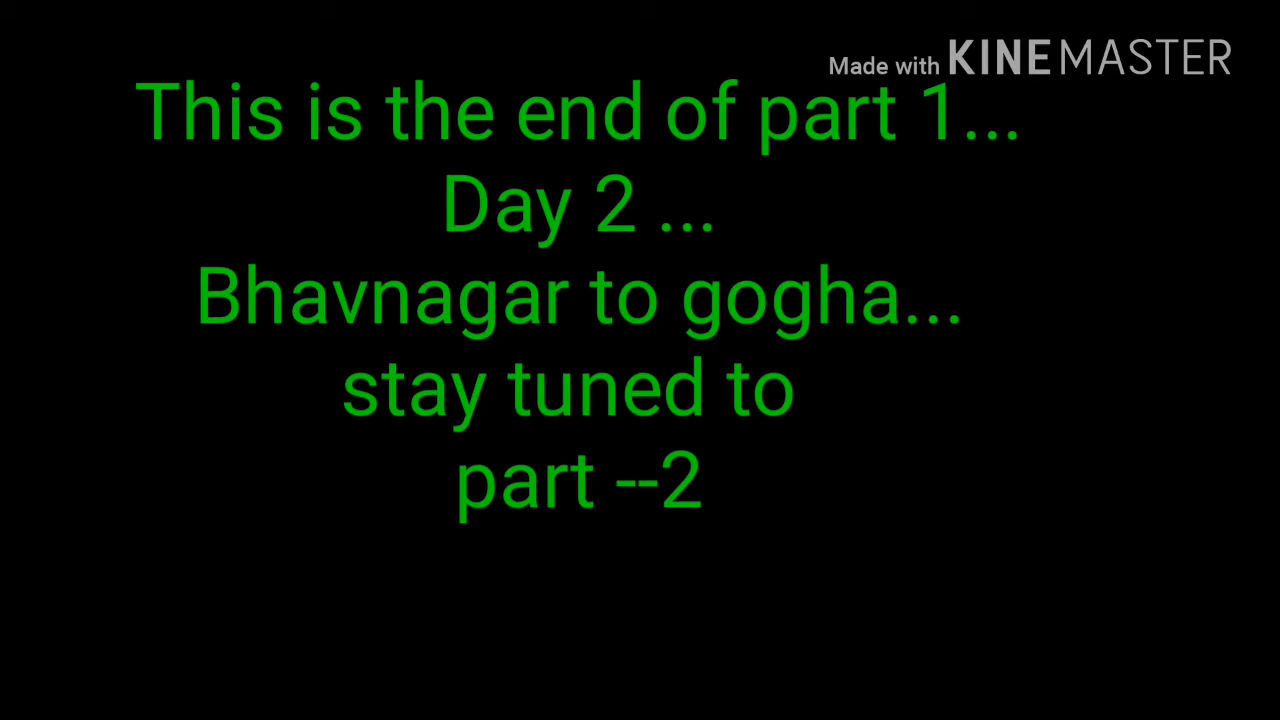 Made with KINEMASTER
This is the end of part 1...
Day 2 ...
Bhavnagar to gogha...
stay tuned to
part --2